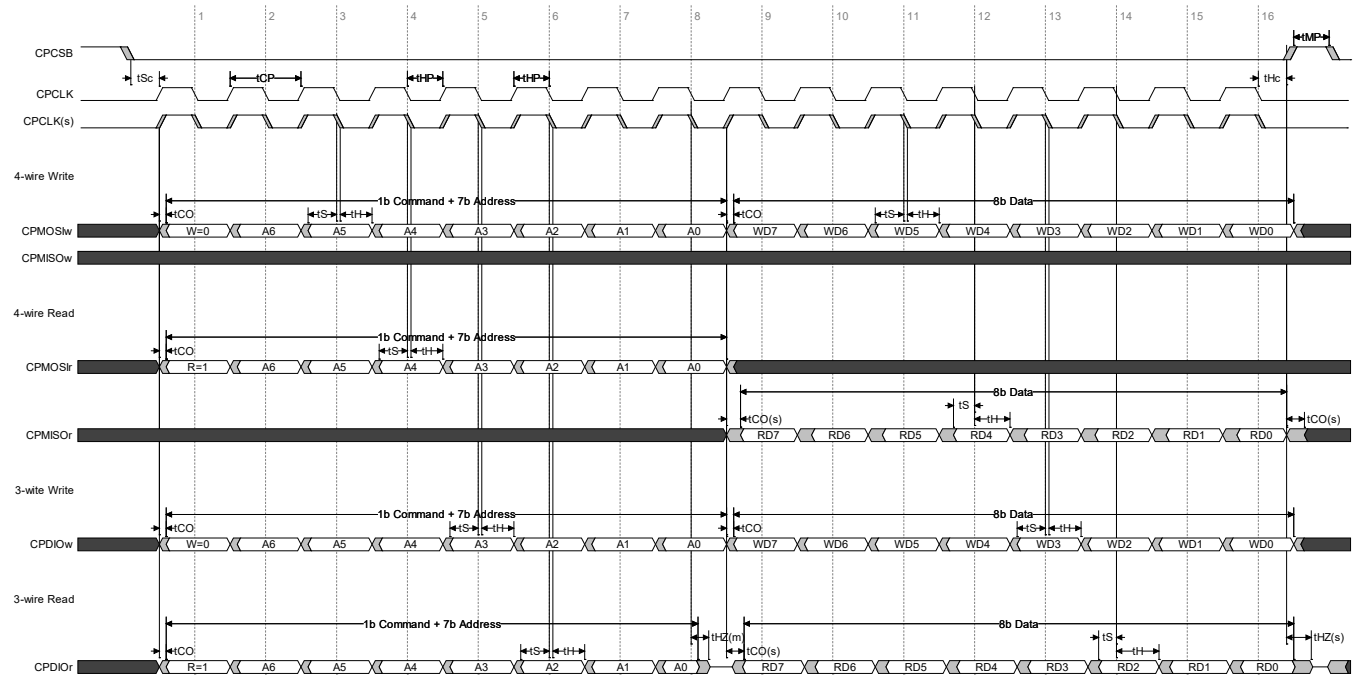 1 2 3 4 5 6 7 8 9 10 11 12 13 14 15 16
CPCSB tMP
tSc tCP tHP tHP tHc
CPCLK
CPCLK(s)
4-wire Write
1b Command + 7b Address 8b Data
tCO tS tH tCO tS tH
CPMOSIw W=0 A6 A5 A4 A3 A2 A1 A0 WD7 WD6 WD5 WD4 WD3 WD2 WD1 WD0
CPMISOw
4-wire Read
1b Command + 7b Address
tCO tS tH
CPMOSIr R=1 A6 A5 A4 A3 A2 A1 A0
8b Data
tCO(s) tS tH tCO(s)
CPMISOr RD7 RD6 RD5 RD4 RD3 RD2 RD1 RD0
3-wite Write
1b Command + 7b Address 8b Data
tCO tS tH tCO tS tH
CPDIOw W=0 A6 A5 A4 A3 A2 A1 A0 WD7 WD6 WD5 WD4 WD3 WD2 WD1 WD0
3-wire Read
1b Command + 7b Address 8b Data
tCO tS tH tHZ(m) tCO(s) tS tH tHZ(s)
CPDIOr R=1 A6 A5 A4 A3 A2 A1 A0 RD7 RD6 RD5 RD4 RD3 RD2 RD1 RD0